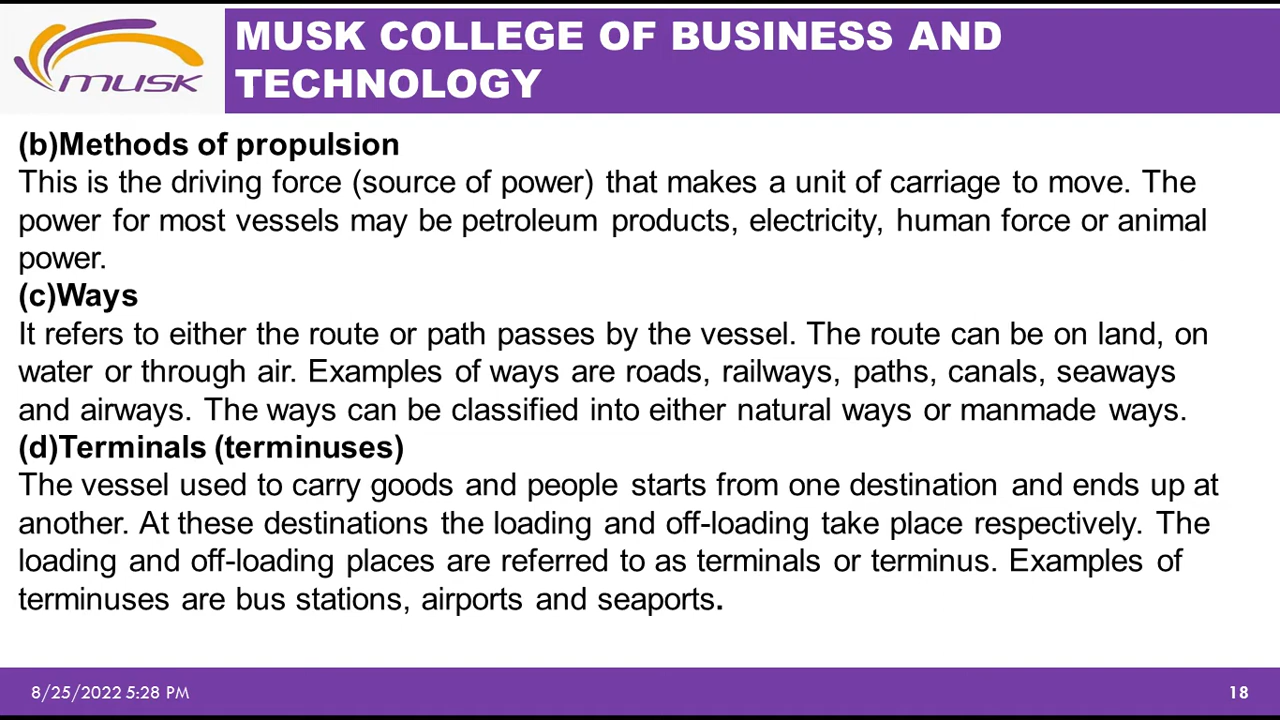 musk
MUSK COLLEGE OF BUSINESS AND
TECHNOLOGY
(b)Methods of propulsion
This is the driving force (source of power) that makes a unit of carriage to move. The
power for most vessels may be petroleum products, electricity, human force or animal
power.
(c)Ways
It refers to either the route or path passes by the vessel. The route can be on land, on
water or through air. Examples of ways are roads, railways, paths, canals, seaways
and airways. The ways can be classified into either natural ways or manmade ways.
(d)Terminals (terminuses)
The vessel used to carry goods and people starts from one destination and ends up at
another. At these destinations the loading and off-loading take place respectively. The
loading and off-loading places are referred to as terminals or terminus. Examples of
terminuses are bus stations, airports and seaports.
8/25/2022 5:28 PM
18